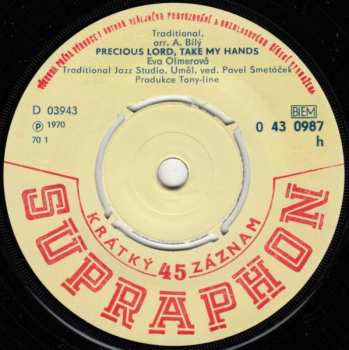 Traditional,
arr. A. Bílý
PRECIOUS LORD, TAKE MY HANDS
Eva Olmerová
Traditional Jazz Studio. Uměl. ved. Pavel Smetáček
Produkce Tony-line
D 03943
BIEM
℗ 1970
0 43 0987
70 1
h
KRÁTKÝ 45 ZÁZNAM
SUPRAPHON